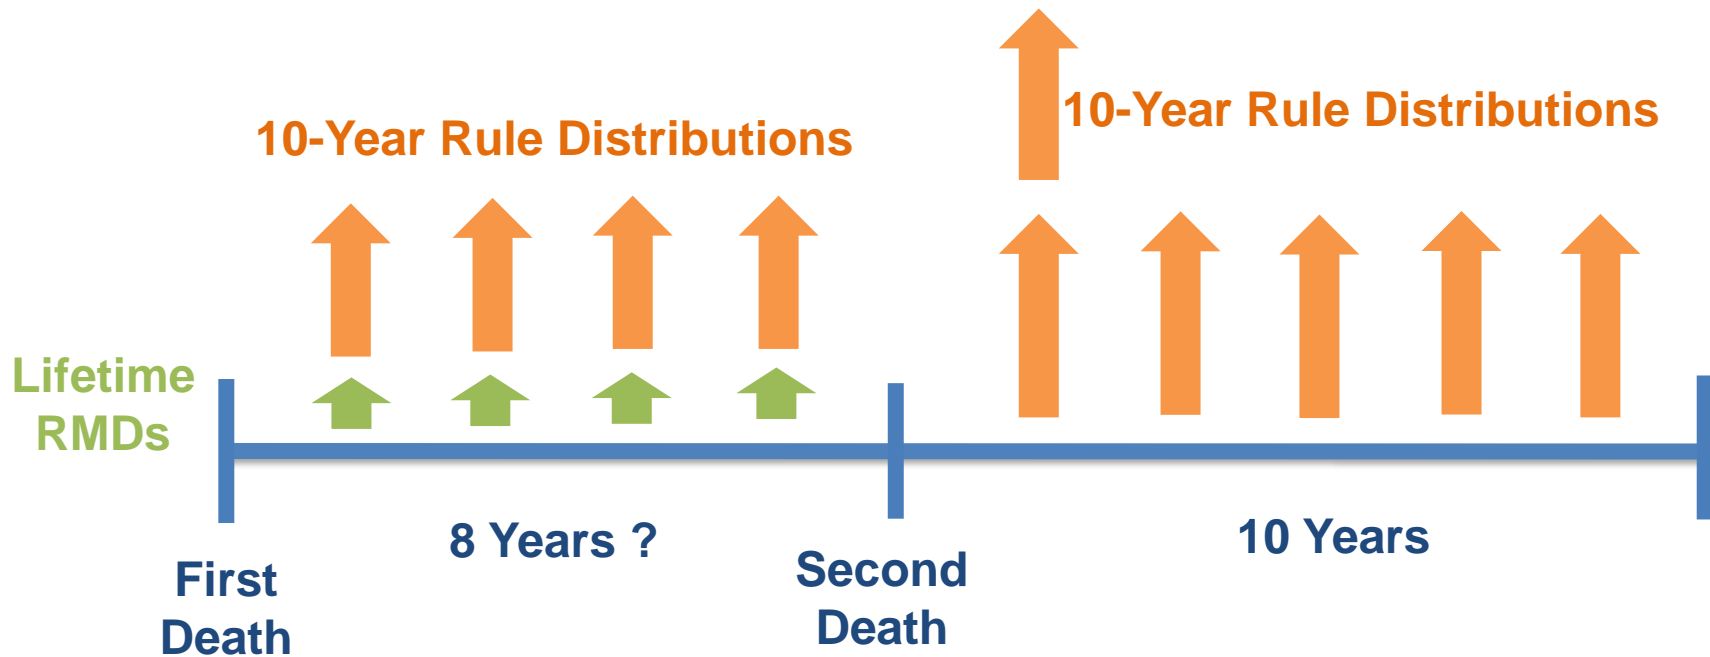 10-Year Rule Distributions
10-Year Rule Distributions
Lifetime
RMDs
8 Years ?
10 Years
First
Death
Second
Death